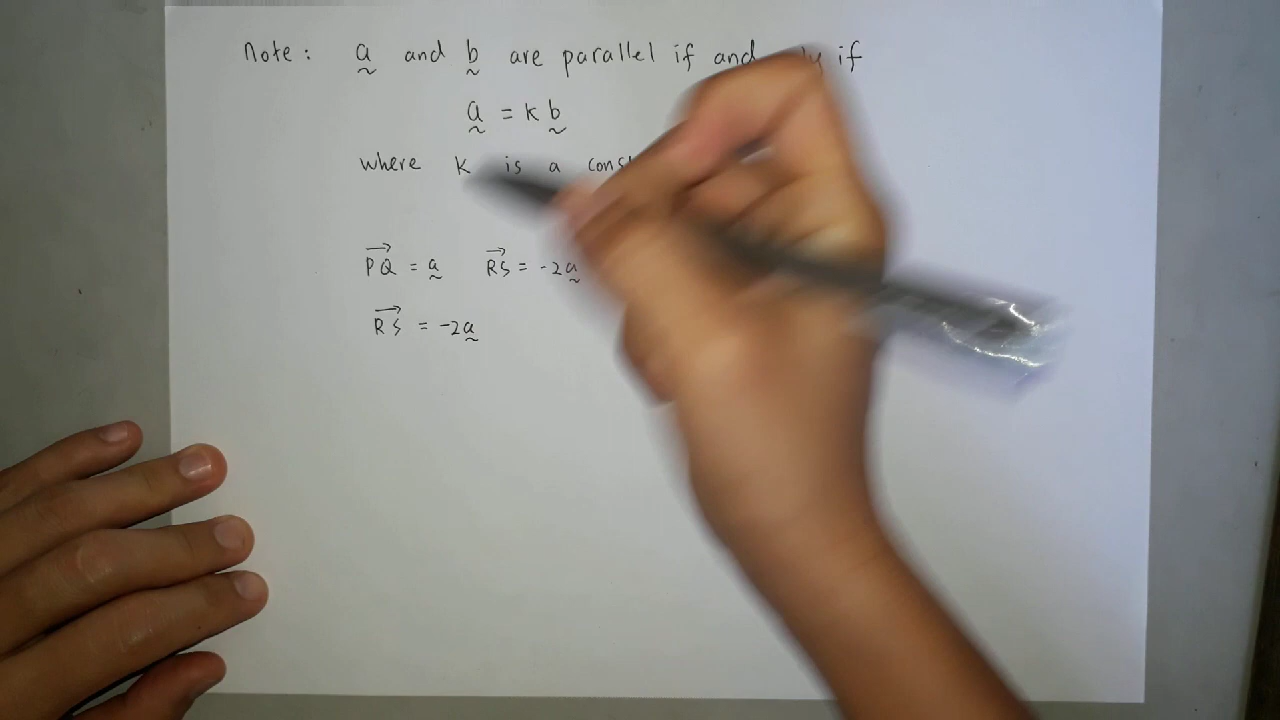 Note: a and b are parallel if and if
a = k b
where k is a
PQ = a RS = -2a
RS = -2a